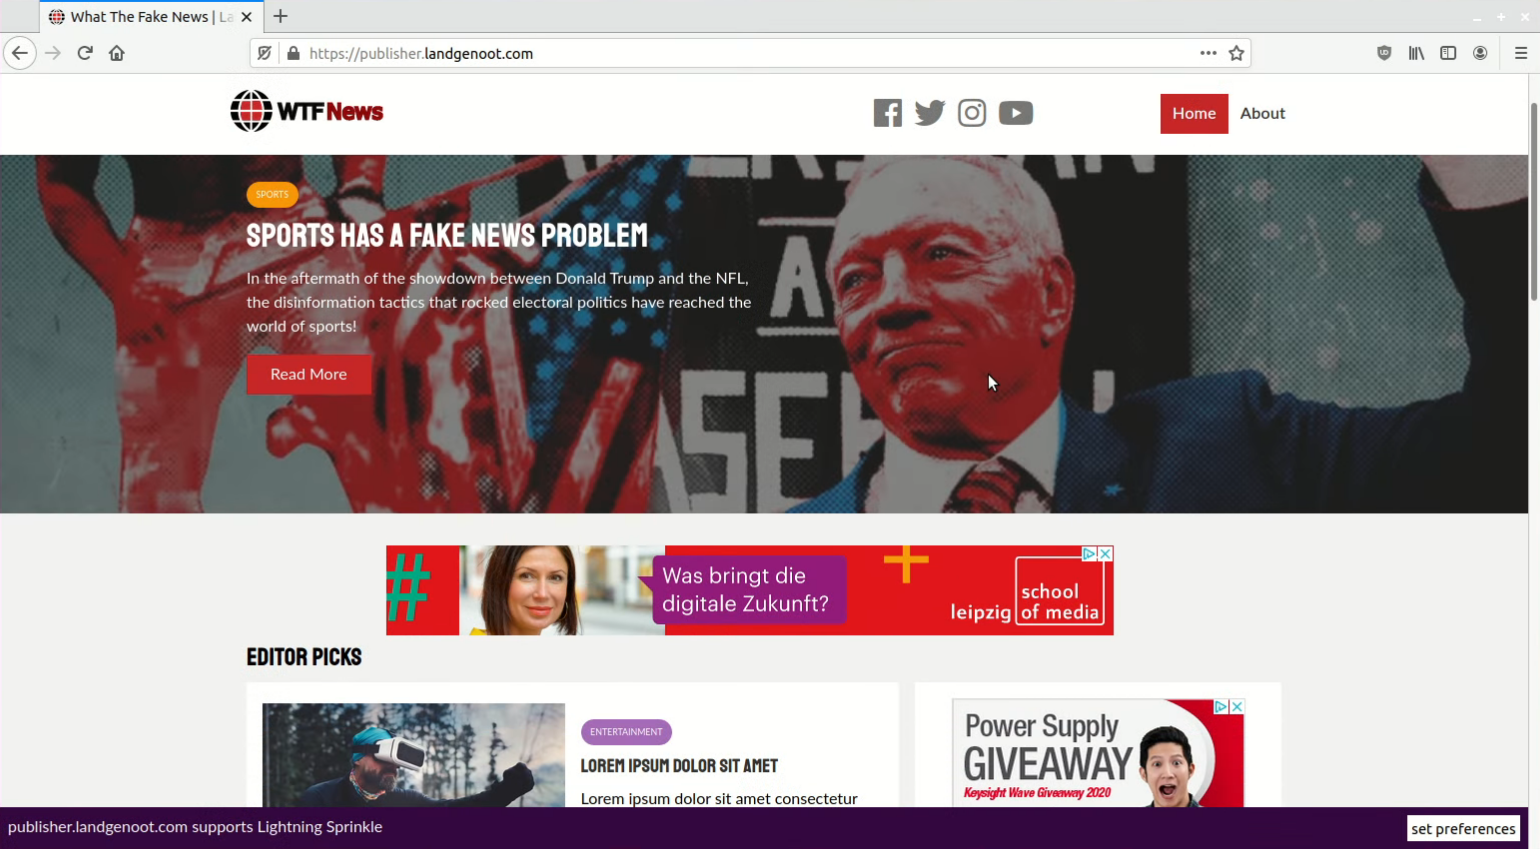 What The Fake News | La
https://publisher.landgenoot.com
WTF News
Home
About
SPORTS
SPORTS HAS A FAKE NEWS PROBLEM
In the aftermath of the showdown between Donald Trump and the NFL,
the disinformation tactics that rocked electoral politics have reached the
world of sports!
Read More
#
Was bringt die
digitale Zukunft?
+
leipzig
school
of media
EDITOR PICKS
ENTERTAINMENT
LOREM IPSUM DOLOR SIT AMET
Lorem ipsum dolor sit amet consectetur
Power Supply
GIVEAWAY
Keysight Wave Giveaway 2020
publisher.landgenoot.com supports Lightning Sprinkle
set preferences